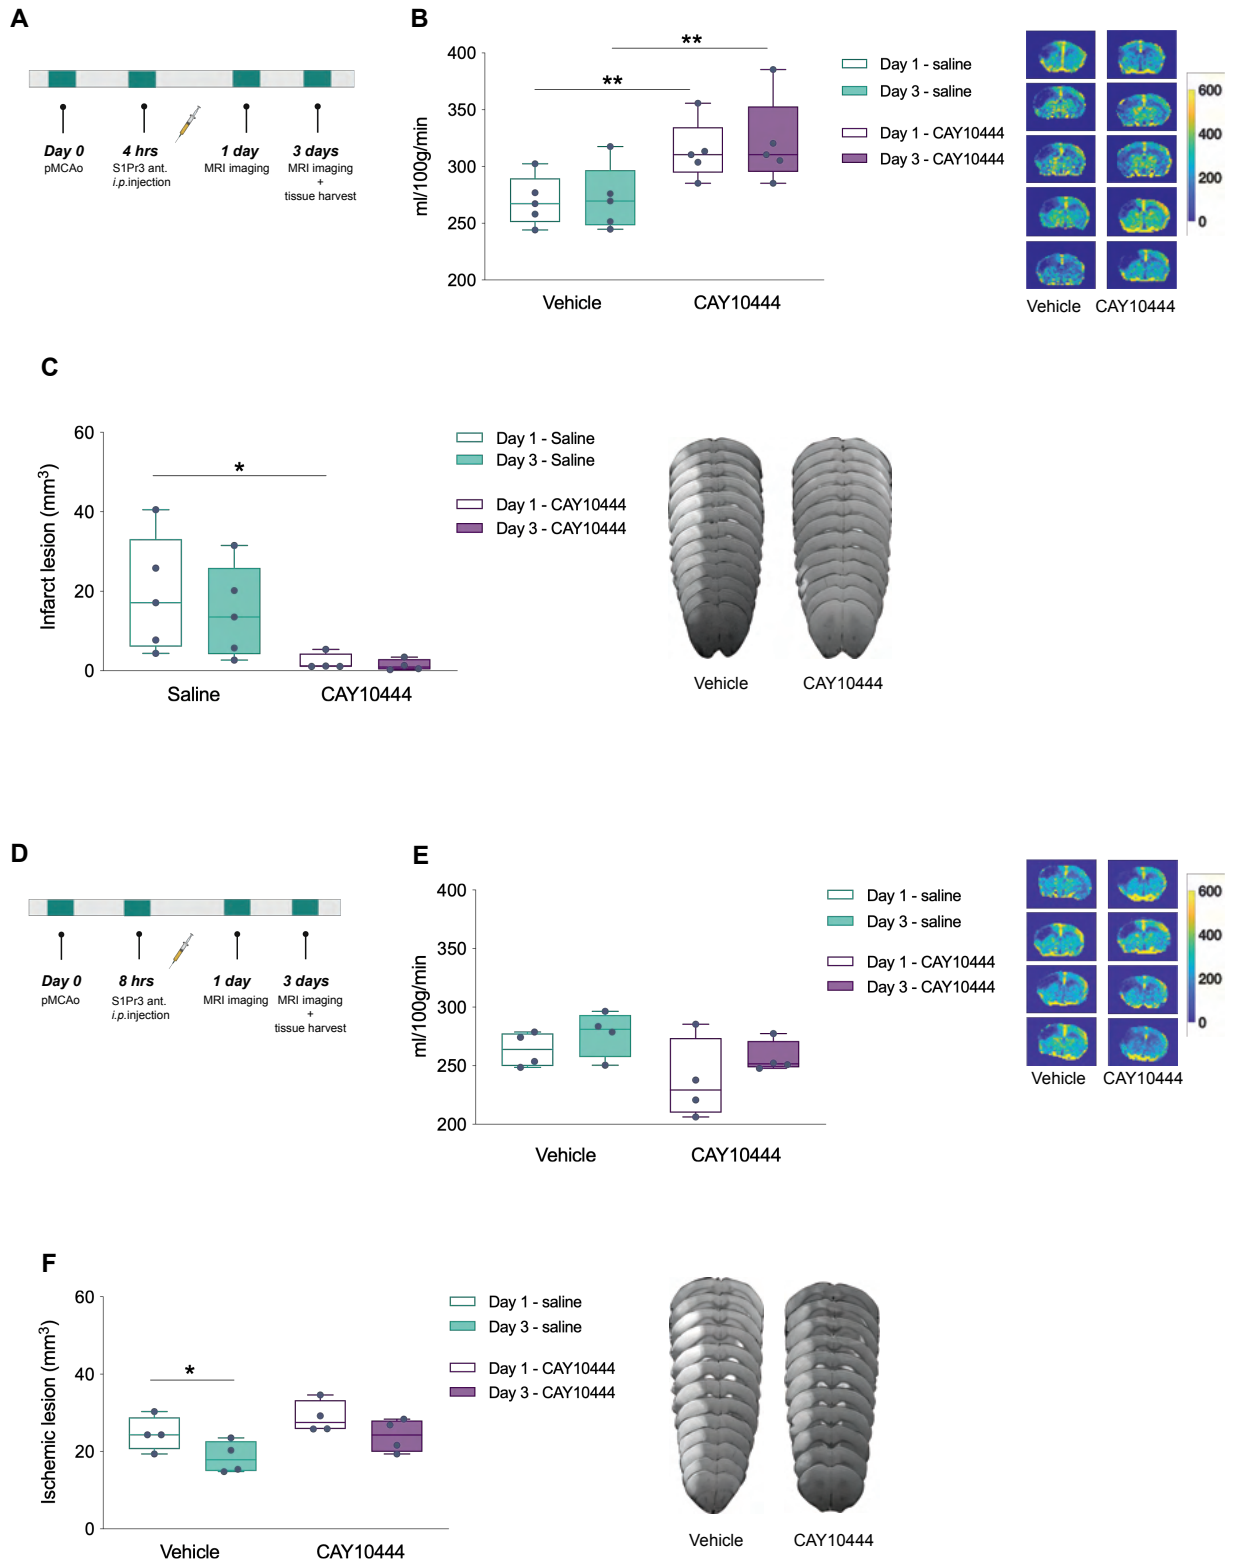 A
Day 0
pMCAo
4 hrs
S1Pr3 ant.
i.p.injection
1 day
MRI imaging
3 days
MRI imaging
+
tissue harvest
B
ml/100g/min
400
350
300
250
200
**
**
Vehicle
CAY10444
Day 1 - saline
Day 3 - saline
Day 1 - CAY10444
Day 3 - CAY10444
600
400
200
0
Vehicle
CAY10444
C
Infarct lesion (mm3)
60
40
20
0
*
Saline
CAY10444
Day 1 - Saline
Day 3 - Saline
Day 1 - CAY10444
Day 3 - CAY10444
Vehicle
CAY10444
D
Day 0
pMCAo
8 hrs
S1Pr3 ant.
i.p.injection
1 day
MRI imaging
3 days
MRI imaging
+
tissue harvest
E
ml/100g/min
400
350
300
250
200
Vehicle
CAY10444
Day 1 - saline
Day 3 - saline
Day 1 - CAY10444
Day 3 - CAY10444
600
400
200
0
Vehicle
CAY10444
F
Ischemic lesion (mm3)
60
40
20
0
*
Vehicle
CAY10444
Day 1 - saline
Day 3 - saline
Day 1 - CAY10444
Day 3 - CAY10444
Vehicle
CAY10444